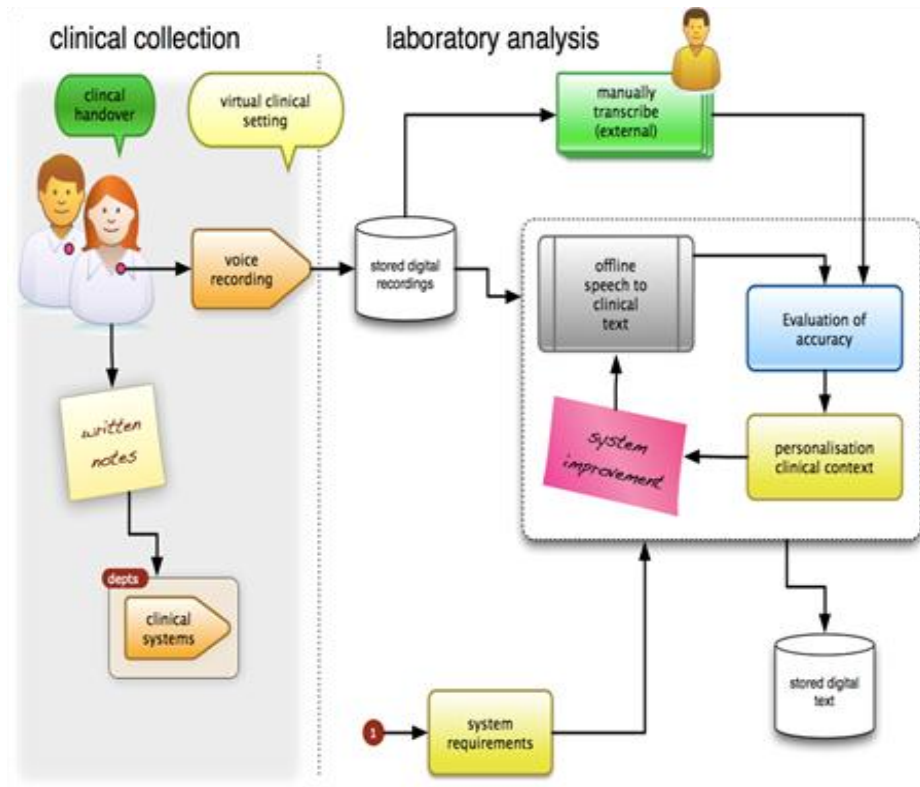 clinical collection
laboratory analysis
clincal
handover
virtual clinical
setting
manually
transcribe
(external)
voice
recording
stored digital
recordings
offline
speech to
clinical
text
Evaluation of
accuracy
written
notes
system
improvement
personalisation
clinical context
depts
clinical
systems
stored digital
text
1
system
requirements